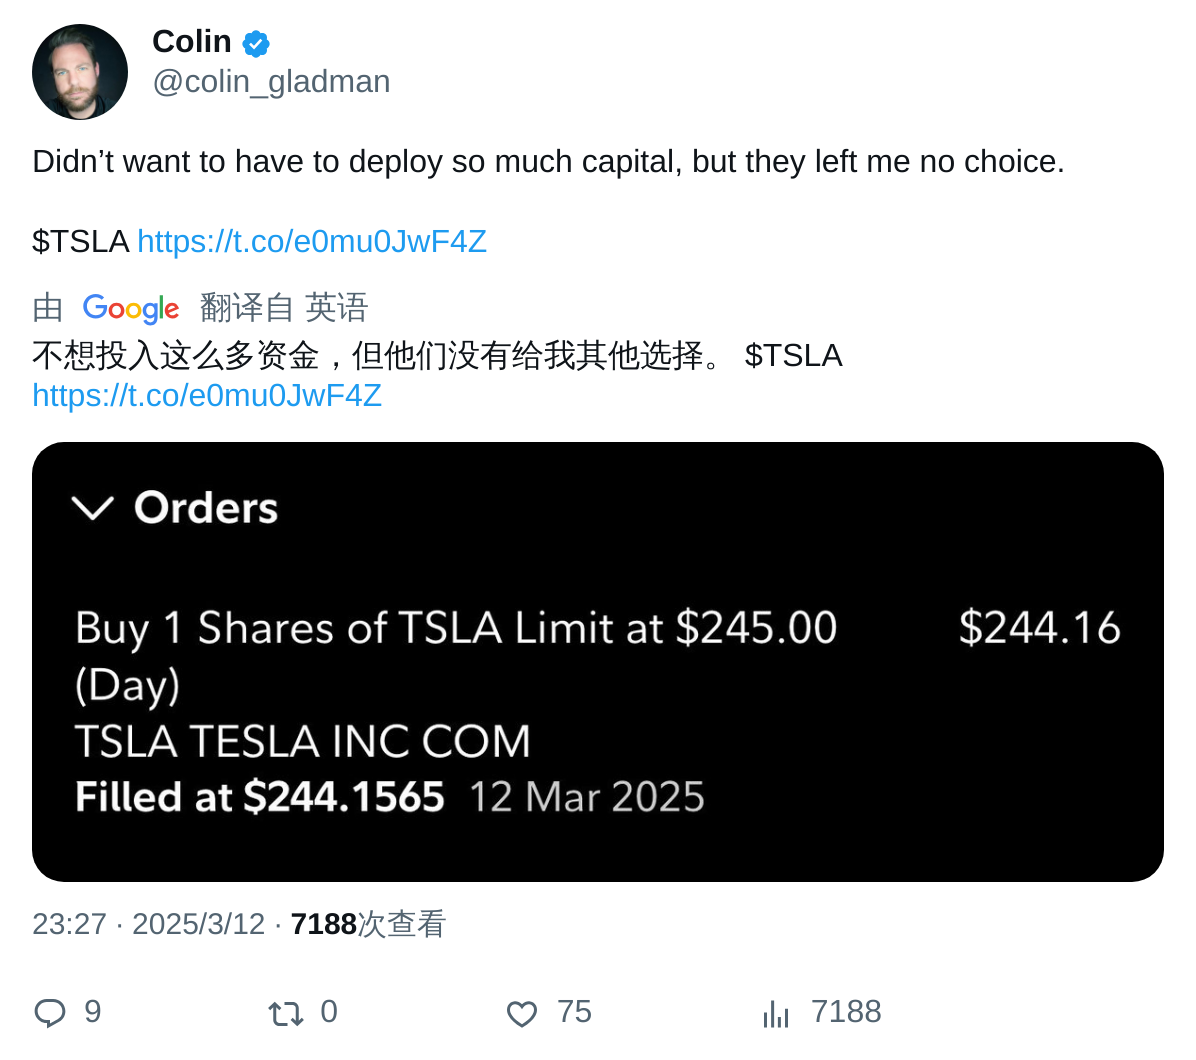 Colin
@colin_gladman
Didn’t want to have to deploy so much capital, but they left me no choice.
$TSLA https://t.co/e0mu0JwF4Z
由 Google 翻译自 英语
不想投入这么多资金，但他们没有给我其他选择。 $TSLA
https://t.co/e0mu0JwF4Z
Orders
Buy 1 Shares of TSLA Limit at $245.00 $244.16
(Day)
TSLA TESLA INC COM
Filled at $244.1565 12 Mar 2025
23:27 · 2025/3/12 · 7188次查看
9 0 75 7188